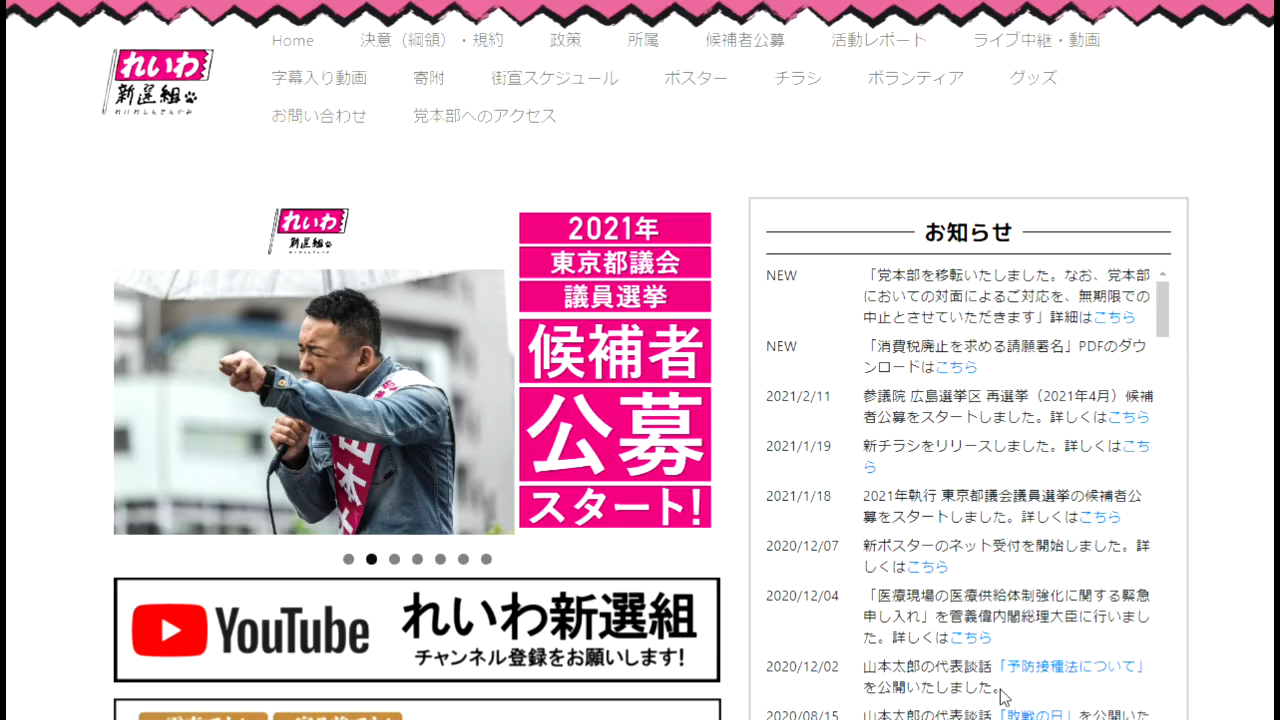 Home 決意（綱領）・規約 政策 所属 候補者公募 活動レポート ライブ中継・動画
れいわ
新選組
字幕入り動画 寄附 街宣スケジュール ポスター チラシ ボランティア グッズ
お問い合わせ 党本部へのアクセス
れいわ
新選組
2021年
東京都議会
議員選挙
候補者
公募
スタート!
YouTube
れいわ新選組
チャンネル登録をお願いします!
お知らせ
NEW 「党本部を移転いたしました。なお、党本部
においての対面によるご対応を、無期限での
中止とさせていただきます」詳細はこちら
NEW 「消費税廃止を求める請願署名」PDFのダウ
ンロードはこちら
2021/2/11 参議院 広島選挙区 再選挙（2021年4月）候補
者公募をスタートしました。詳しくはこちら
2021/1/19 新チラシをリリースしました。詳しくはこち
ら
2021/1/18 2021年執行 東京都議会議員選挙の候補者公
募をスタートしました。詳しくはこちら
2020/12/07 新ポスターのネット受付を開始しました。詳
しくはこちら
2020/12/04 「医療現場の医療供給体制強化に関する緊急
申し入れ」を菅義偉内閣総理大臣に行いまし
た。詳しくはこちら
2020/12/02 山本太郎の代表談話「予防接種法について」
を公開いたしました。
2020/08/15 山本太郎の代表談話「敗戦の日」を公開いた